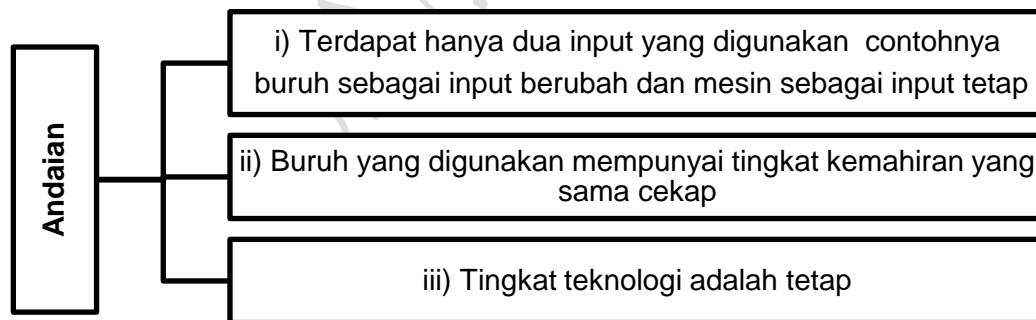 Andaian
i) Terdapat hanya dua input yang digunakan contohnya
buruh sebagai input berubah dan mesin sebagai input tetap
ii) Buruh yang digunakan mempunyai tingkat kemahiran yang
sama cekap
iii) Tingkat teknologi adalah tetap